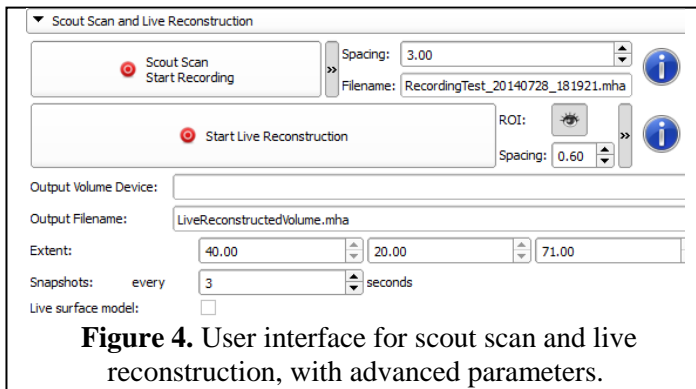 ▼ Scout Scan and Live Reconstruction
Scout Scan
Start Recording
»
Spacing: 3.00
Filename: RecordingTest_20140728_181921.mha
i
Start Live Reconstruction
ROI:
Spacing: 0.60
»
i
Output Volume Device:
Output Filename: LiveReconstructedVolume.mha
Extent: 40.00 20.00 71.00
Snapshots: every 3 seconds
Live surface model:
Figure 4. User interface for scout scan and live
reconstruction, with advanced parameters.